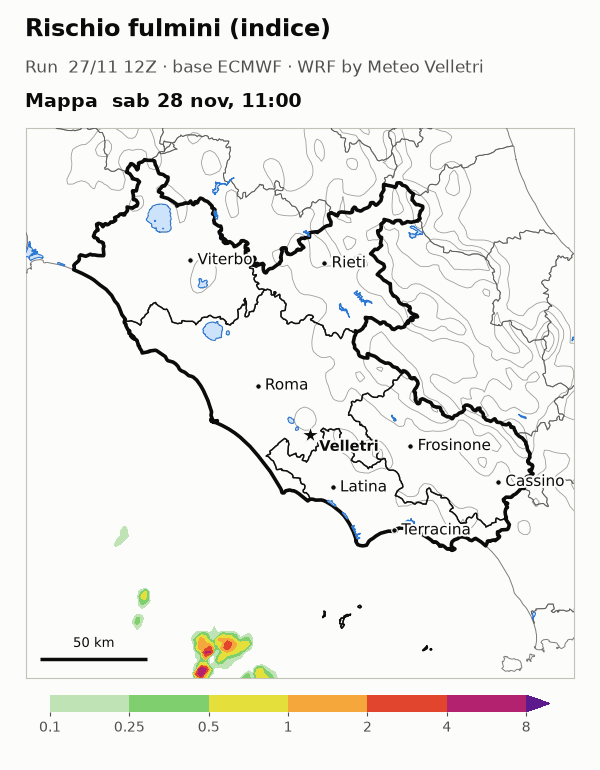 Rischio fulmini (indice)
Run  27/11 12Z · base ECMWF · WRF by Meteo Velletri
Mappa  sab 28 nov, 11:00
Viterbo
Rieti
Roma
Velletri
Frosinone
Latina
Cassino
Terracina
50 km
0.1 0.25 0.5 1 2 4 8